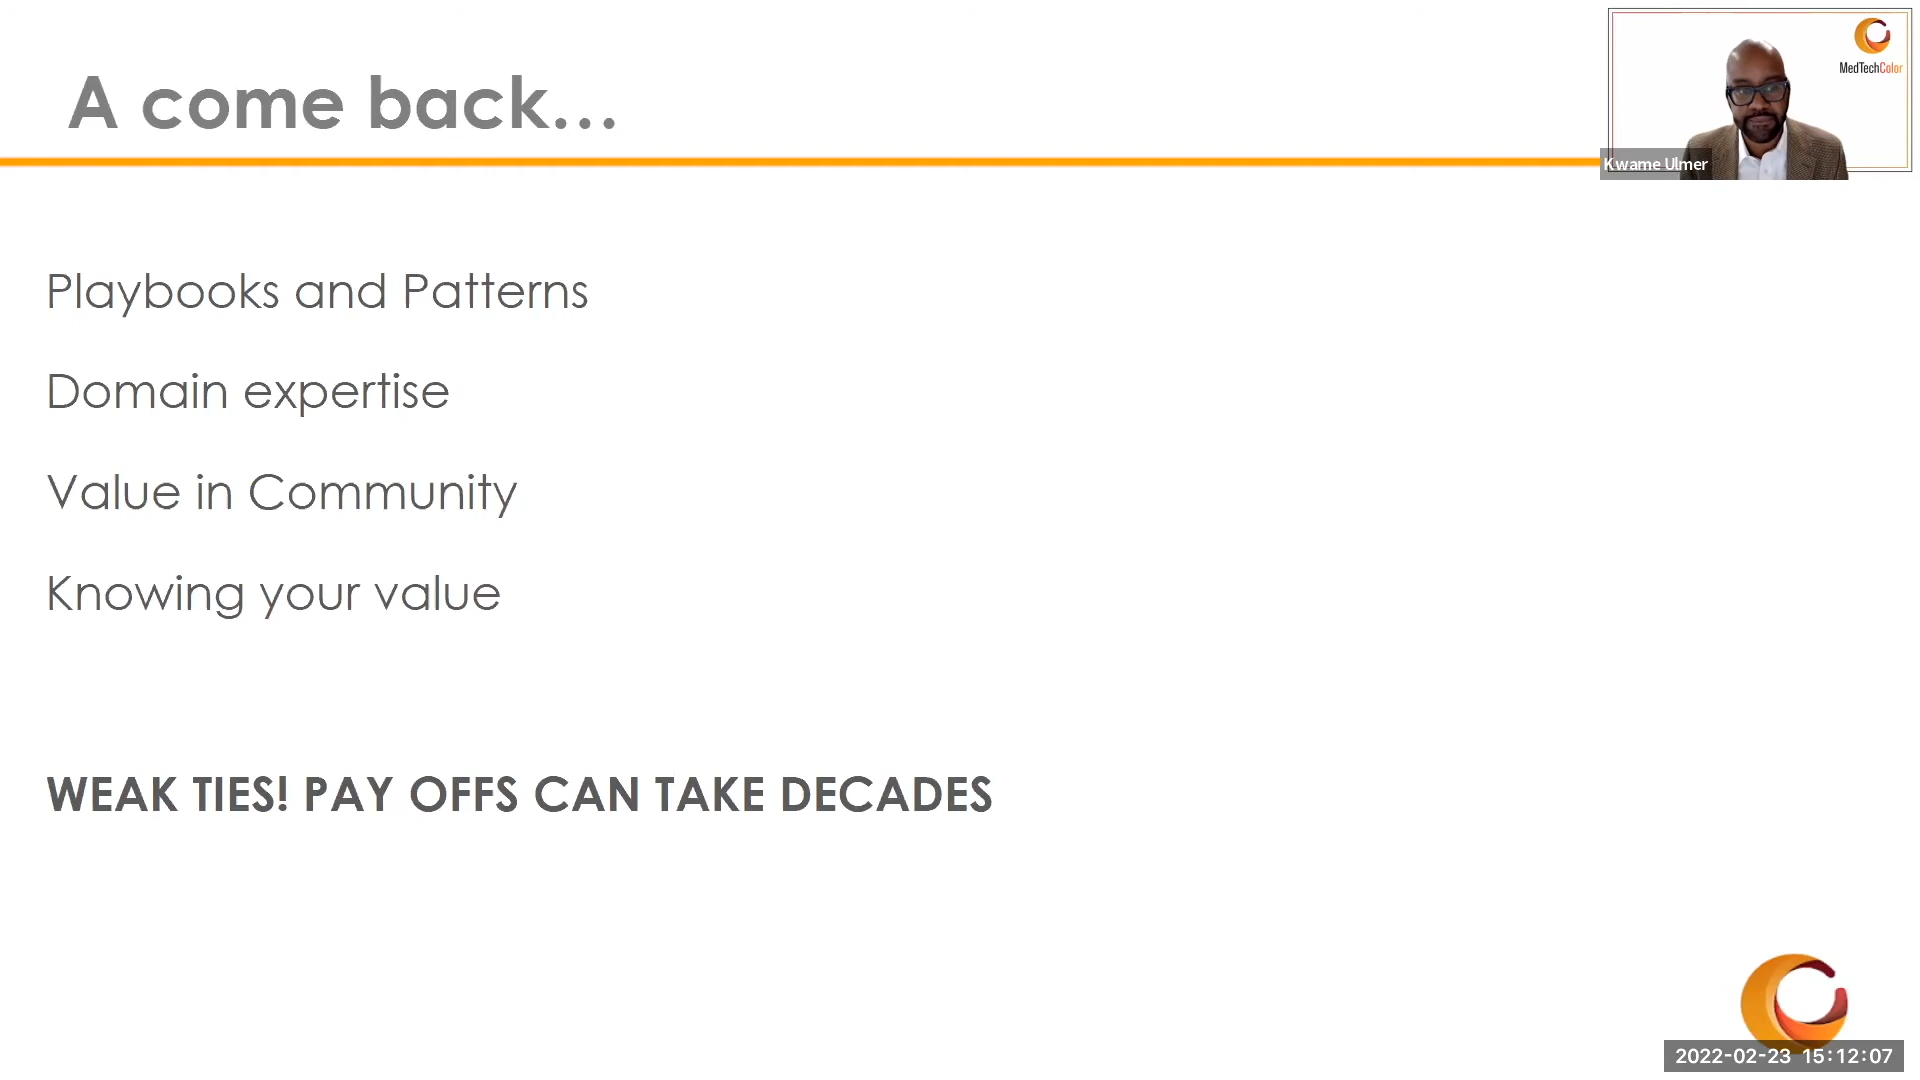 A come back...
MedTechColor
Kwame Ulmer
Playbooks and Patterns
Domain expertise
Value in Community
Knowing your value
WEAK TIES! PAY OFFS CAN TAKE DECADES
2022-02-23 15:12:07